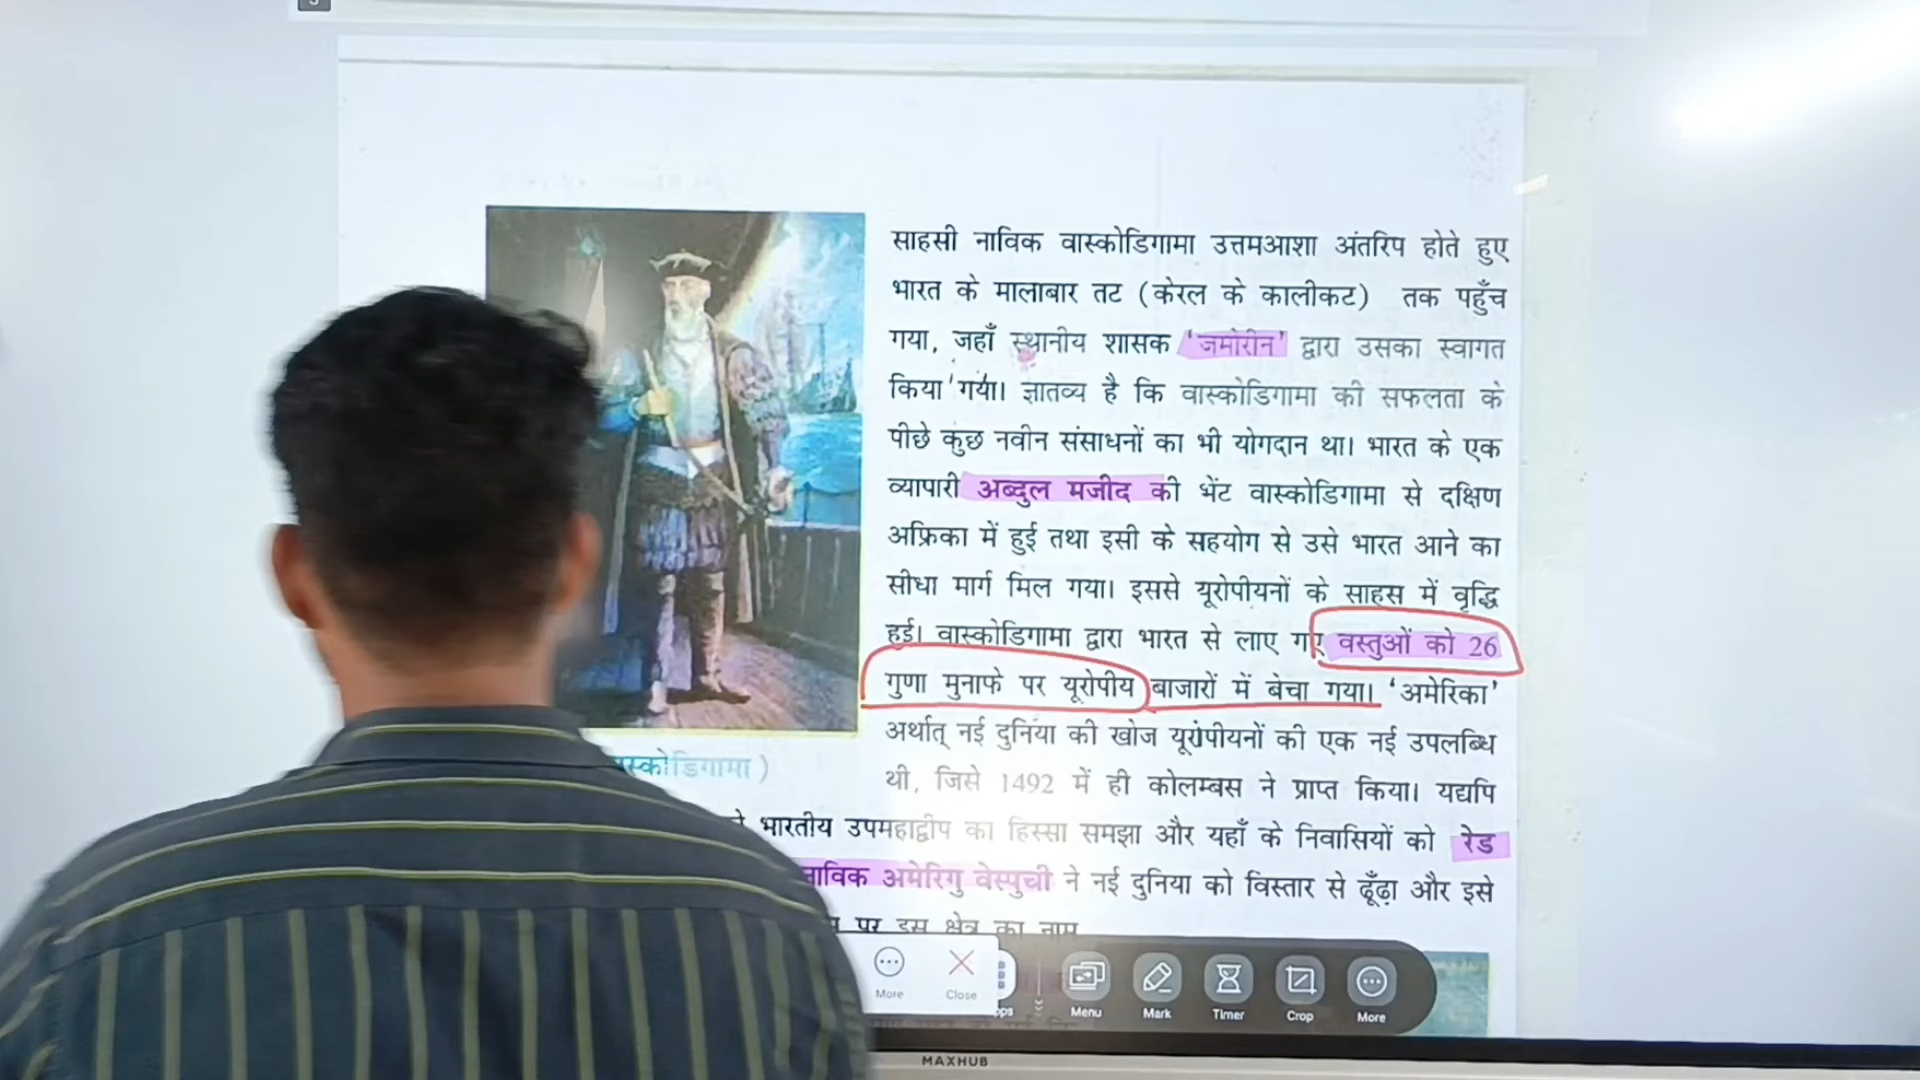 साहसी नाविक वास्कोडिगामा उत्तमआशा अंतरिप होते हुए
भारत के मालाबार तट (केरल के कालीकट) तक पहुँच
गया, जहाँ स्थानीय शासक 'जमोरीन' द्वारा उसका स्वागत
किया गया। ज्ञातव्य है कि वास्कोडिगामा की सफलता के
पीछे कुछ नवीन संसाधनों का भी योगदान था। भारत के एक
व्यापारी अब्दुल मजीद की भेंट वास्कोडिगामा से दक्षिण
अफ्रिका में हुई तथा इसी के सहयोग से उसे भारत आने का
सीधा मार्ग मिल गया। इससे यूरोपीयनों के साहस में वृद्धि
हुई। वास्कोडिगामा द्वारा भारत से लाए गए वस्तुओं को 26
गुणा मुनाफे पर यूरोपीय बाजारों में बेचा गया। 'अमेरिका'
अर्थात् नई दुनिया की खोज यूरोपीयनों की एक नई उपलब्धि
थी, जिसे 1492 में ही कोलम्बस ने प्राप्त किया। यद्यपि
भारतीय उपमहाद्वीप का हिस्सा समझा और यहाँ के निवासियों को रेड
नाविक अमेरिगु वेस्पुची ने नई दुनिया को विस्तार से ढूँढ़ा और इसे
पर इस क्षेत्र का नाम
More
Close
Menu
Mark
Timer
Crop
More
MAXHUB